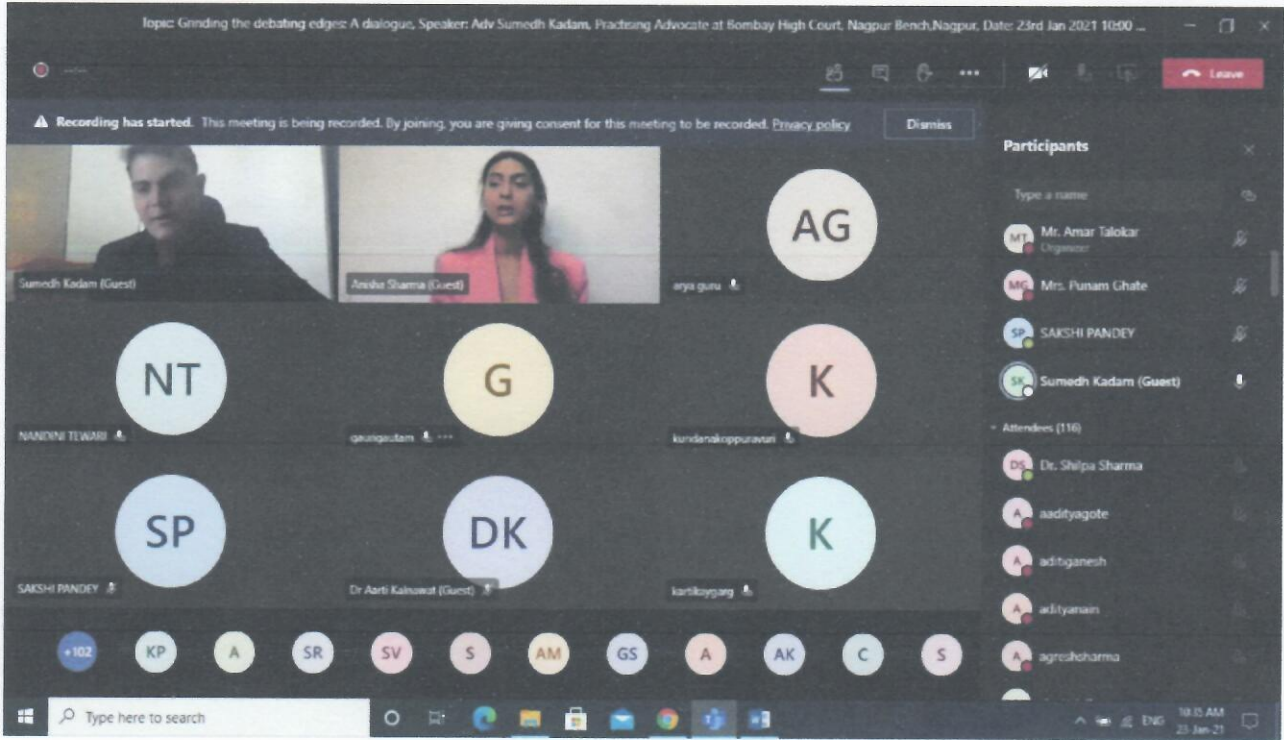 Topic: Grinding the debating edges: A dialogue, Speaker: Adv Sumedh Kadam, Practising Advocate at Bombay High Court, Nagpur Bench,Nagpur, Date: 23rd Jan 2021 10:00 ...
Leave
Recording has started. This meeting is being recorded. By joining, you are giving consent for this meeting to be recorded. Privacy policy
Dismiss
Sumedh Kadam (Guest)
Anisha Sharma (Guest)
AG
arya guru
NT
NANDINI TEWARI
G
gaurigautam
K
kundanakoppuravuri
SP
SAKSHI PANDEY
DK
Dr Aarti Kalnawat (Guest)
K
kartikaygarg
+102
KP
A
SR
SV
S
AM
GS
A
AK
C
S
Participants
Type a name
MT
Mr. Amar Talokar
Organizer
MG
Mrs. Punam Ghate
SP
SAKSHI PANDEY
SK
Sumedh Kadam (Guest)
Attendees (116)
DS
Dr. Shilpa Sharma
A
aadityagote
A
aditiganesh
A
adityanain
A
agreshsharma
Type here to search
ENG
10:35 AM
23-Jan-21